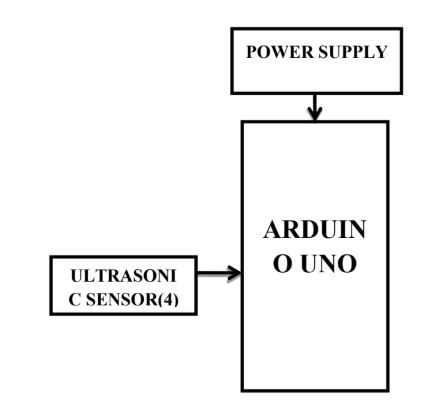 POWER SUPPLY
ARDUIN
O UNO
ULTRASONI
C SENSOR(4)